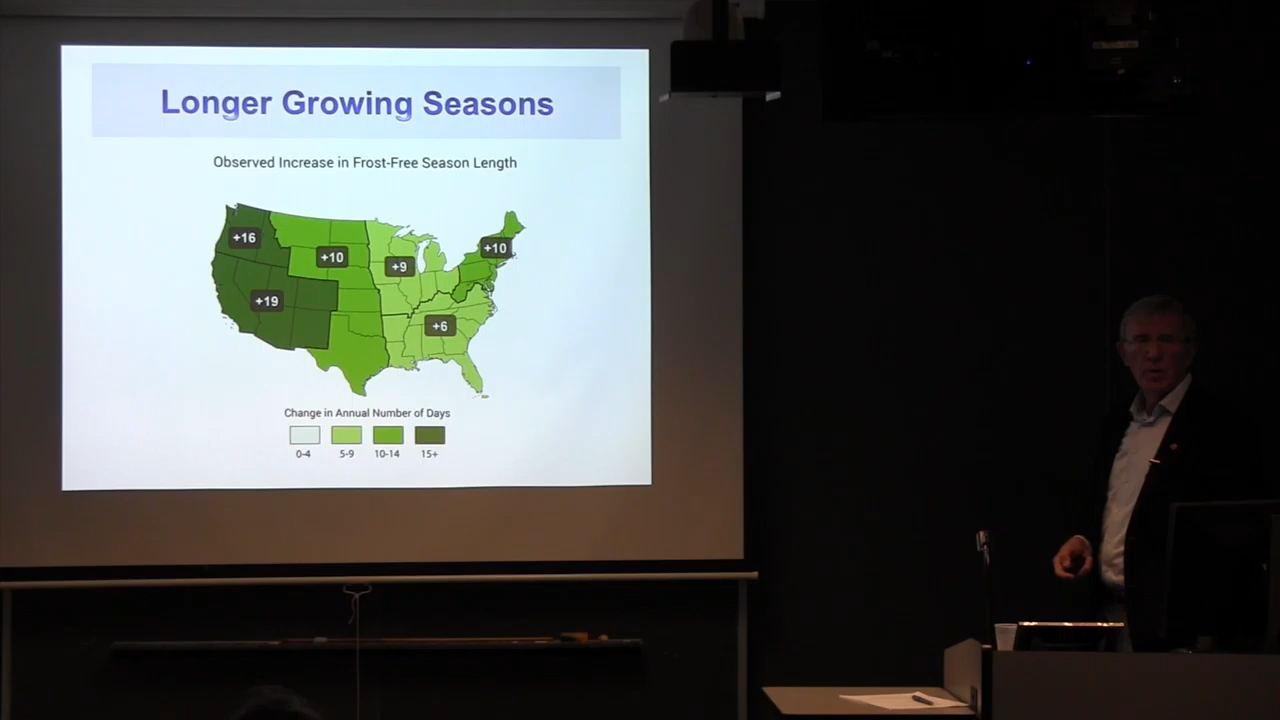 Longer Growing Seasons
Observed Increase in Frost-Free Season Length
+16
+10
+10
+9
+19
+6
Change in Annual Number of Days
0-4 5-9 10-14 15+